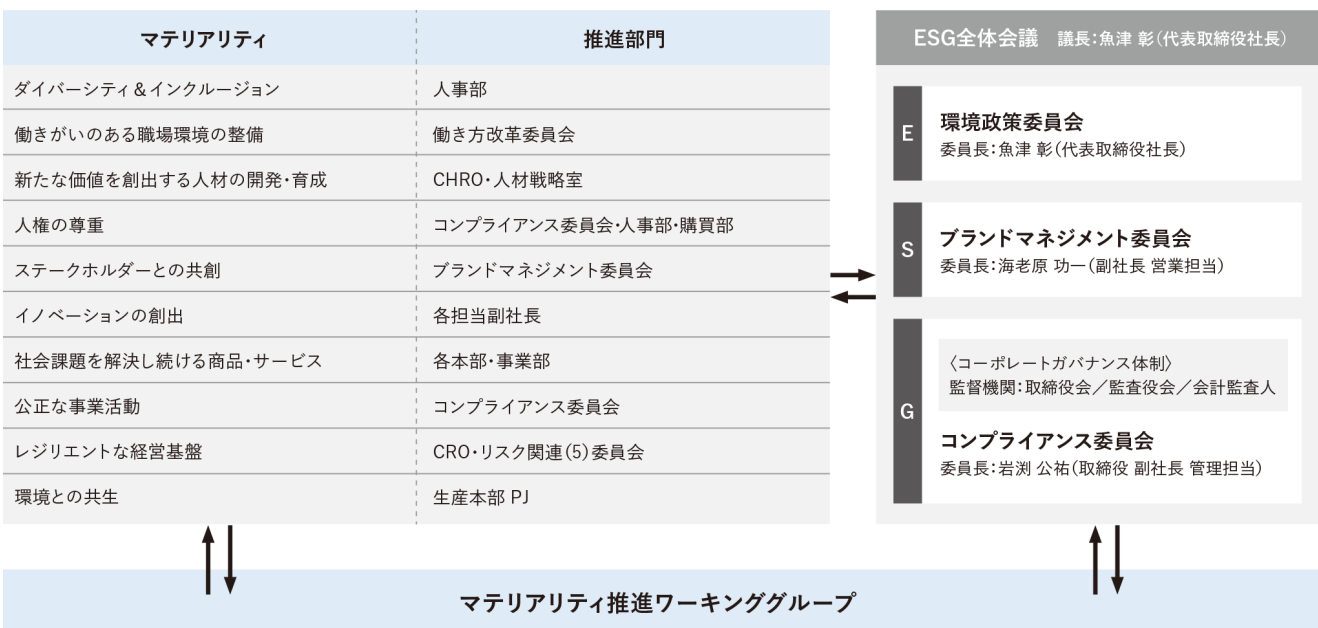 マテリアリティ 推進部門
ダイバーシティ＆インクルージョン 人事部
働きがいのある職場環境の整備 働き方改革委員会
新たな価値を創出する人材の開発・育成 CHRO・人材戦略室
人権の尊重 コンプライアンス委員会・人事部・購買部
ステークホルダーとの共創 ブランドマネジメント委員会
イノベーションの創出 各担当副社長
社会課題を解決し続ける商品・サービス 各本部・事業部
公正な事業活動 コンプライアンス委員会
レジリエントな経営基盤 CRO・リスク関連（5）委員会
環境との共生 生産本部 PJ
ESG全体会議 議長：魚津 彰（代表取締役社長）
E
環境政策委員会
委員長：魚津 彰（代表取締役社長）
S
ブランドマネジメント委員会
委員長：海老原 功一（副社長 営業担当）
G
〈コーポレートガバナンス体制〉
監督機関：取締役会／監査役会／会計監査人
コンプライアンス委員会
委員長：岩渕 公祐（取締役 副社長 管理担当）
マテリアリティ推進ワーキンググループ